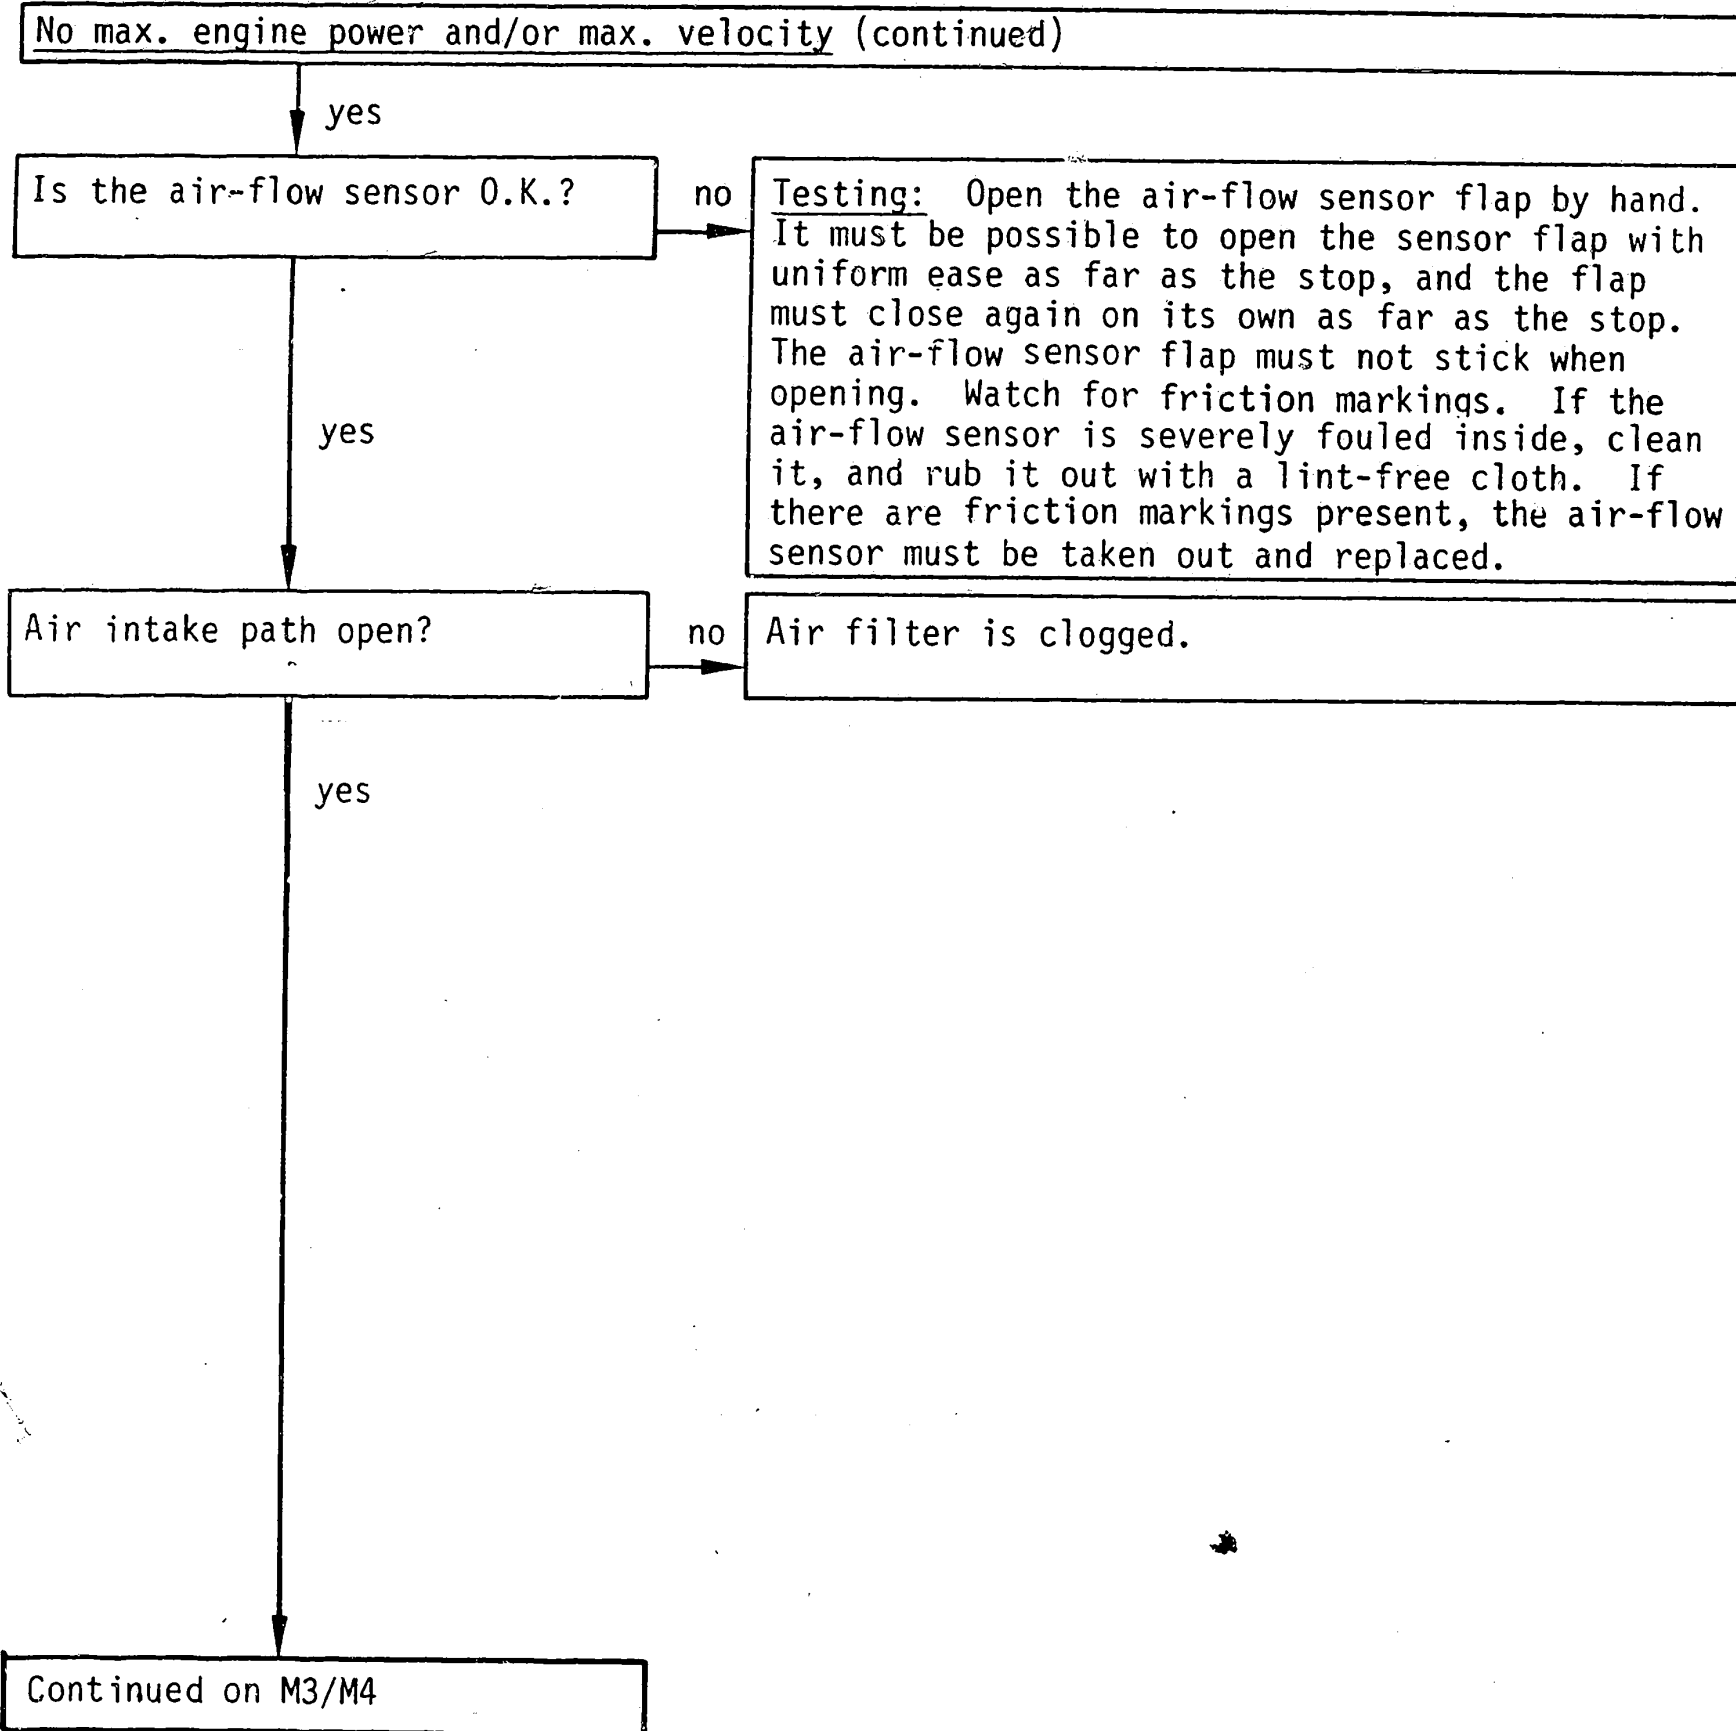 No max. engine power and/or max. velocity (continued)
yes
Is the air-flow sensor O.K.?
no
Testing: Open the air-flow sensor flap by hand.
It must be possible to open the sensor flap with
uniform ease as far as the stop, and the flap
must close again on its own as far as the stop.
The air-flow sensor flap must not stick when
opening. Watch for friction markings. If the
air-flow sensor is severely fouled inside, clean
it, and rub it out with a lint-free cloth. If
there are friction markings present, the air-flow
sensor must be taken out and replaced.
yes
Air intake path open?
no
Air filter is clogged.
yes
Continued on M3/M4